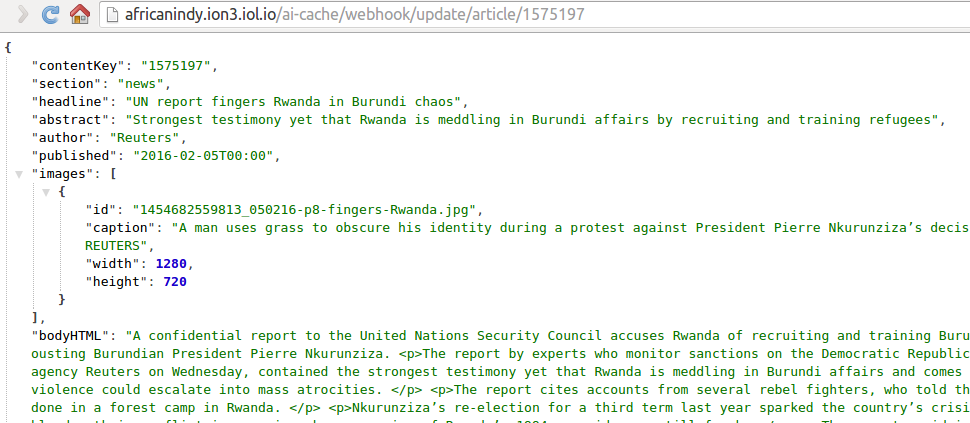 africanindy.ion3.iol.io/ai-cache/webhook/update/article/1575197
{
"contentKey": "1575197",
"section": "news",
"headline": "UN report fingers Rwanda in Burundi chaos",
"abstract": "Strongest testimony yet that Rwanda is meddling in Burundi affairs by recruiting and training refugees",
"author": "Reuters",
"published": "2016-02-05T00:00",
"images": [
{
"id": "1454682559813_050216-p8-fingers-Rwanda.jpg",
"caption": "A man uses grass to obscure his identity during a protest against President Pierre Nkurunziza’s decis
REUTERS",
"width": 1280,
"height": 720
}
],
"bodyHTML": "A confidential report to the United Nations Security Council accuses Rwanda of recruiting and training Buru
ousting Burundian President Pierre Nkurunziza. <p>The report by experts who monitor sanctions on the Democratic Republic
agency Reuters on Wednesday, contained the strongest testimony yet that Rwanda is meddling in Burundi affairs and comes
violence could escalate into mass atrocities. </p> <p>The report cites accounts from several rebel fighters, who told th
done in a forest camp in Rwanda. </p> <p>Nkurunziza’s re-election for a third term last year sparked the country’s crisi